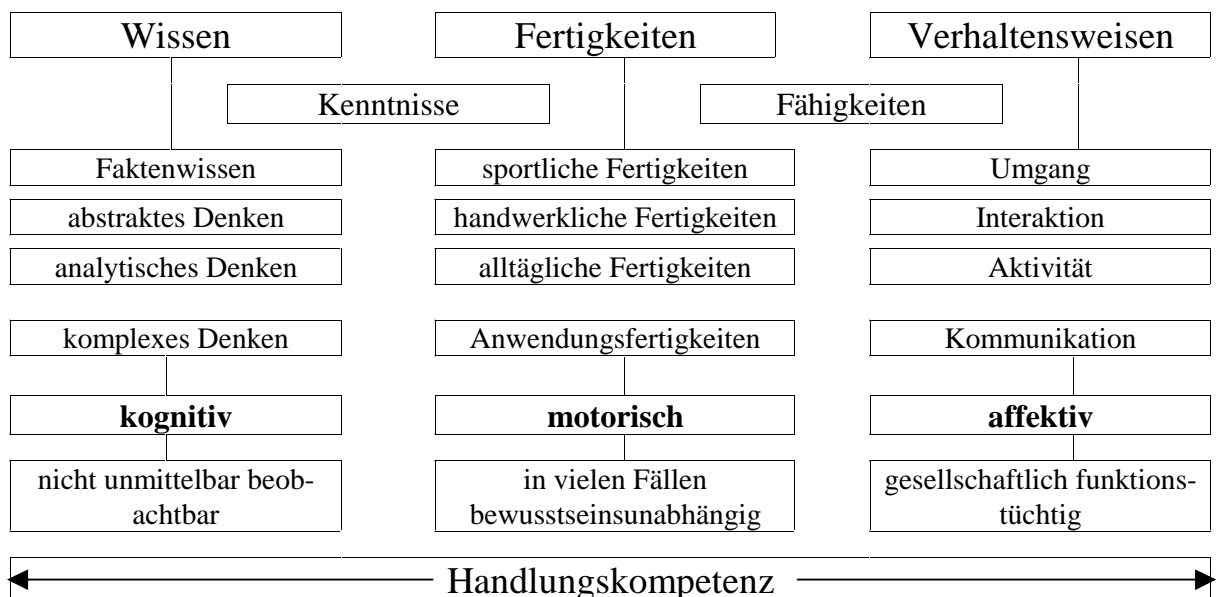 Wissen
Fertigkeiten
Verhaltensweisen
Kenntnisse
Fähigkeiten
Faktenwissen
sportliche Fertigkeiten
Umgang
abstraktes Denken
handwerkliche Fertigkeiten
Interaktion
analytisches Denken
alltägliche Fertigkeiten
Aktivität
komplexes Denken
Anwendungsfertigkeiten
Kommunikation
kognitiv
motorisch
affektiv
nicht unmittelbar beob-
achtbar
in vielen Fällen
bewusstseinsunabhängig
gesellschaftlich funktions-
tüchtig
Handlungskompetenz